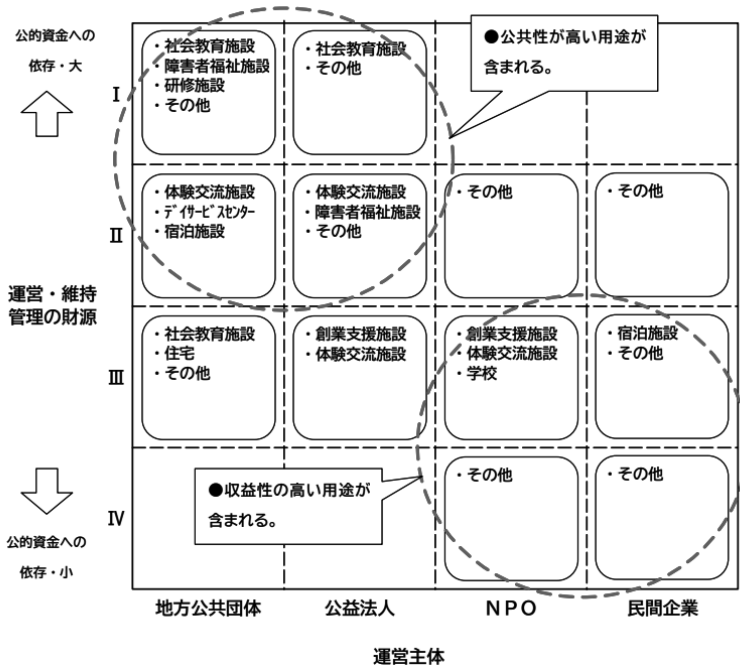 公的資金への
依存・大
Ⅰ
・社会教育施設
・障害者福祉施設
・研修施設
・その他
・社会教育施設
・その他
●公共性が高い用途が
含まれる。
Ⅱ
・体験交流施設
・ﾃﾞｲｻｰﾋﾞｽｾﾝﾀｰ
・宿泊施設
・体験交流施設
・障害者福祉施設
・その他
・その他
・その他
運営・維持
管理の財源
Ⅲ
・社会教育施設
・住宅
・その他
・創業支援施設
・体験交流施設
・創業支援施設
・体験交流施設
・学校
・宿泊施設
・その他
Ⅳ
●収益性の高い用途が
含まれる。
・その他
・その他
公的資金への
依存・小
地方公共団体
公益法人
ＮＰＯ
民間企業
運営主体